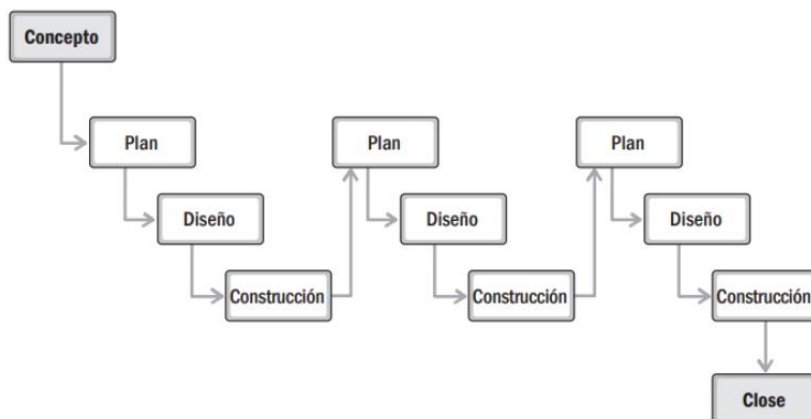 Concepto
Plan
Plan
Plan
Diseño
Diseño
Diseño
Construcción
Construcción
Construcción
Close